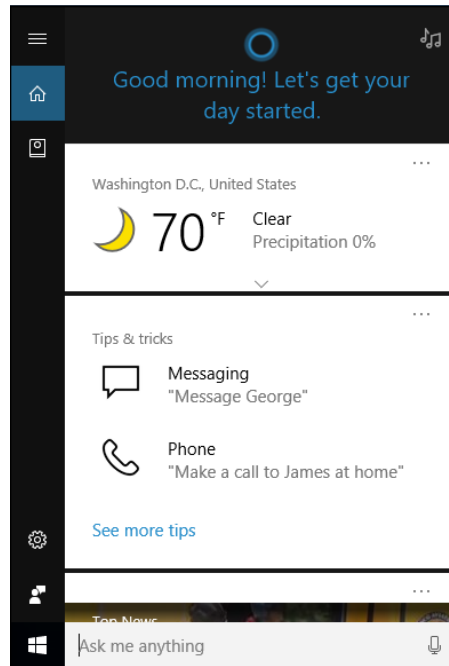 Good morning! Let's get your
day started.
...
Washington D.C., United States
70 °F
Clear
Precipitation 0%
...
Tips & tricks
Messaging
"Message George"
Phone
"Make a call to James at home"
See more tips
...
Top News
Ask me anything